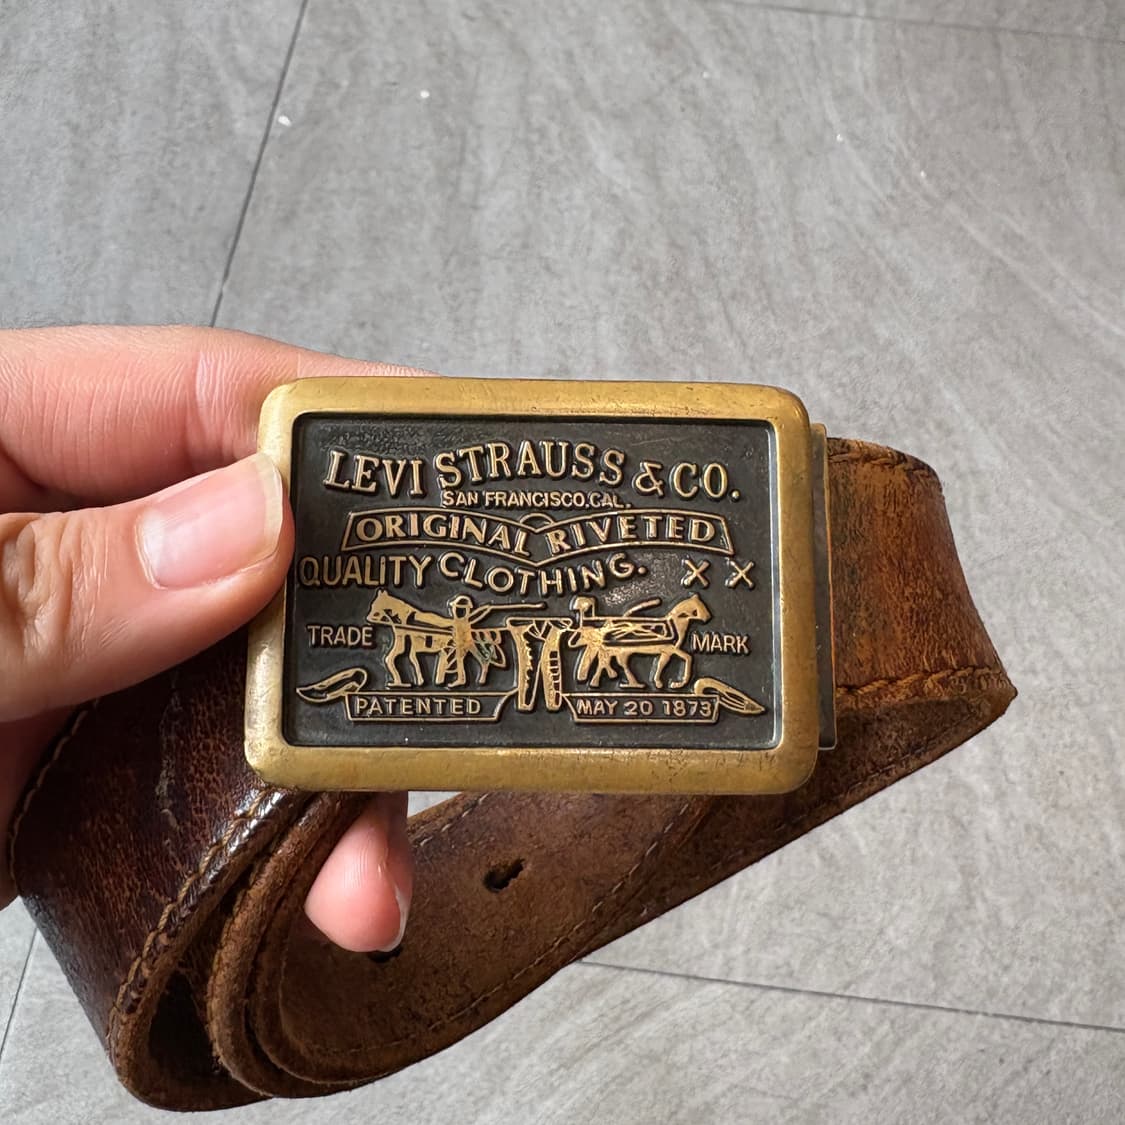 LEVI STRAUSS & CO.
SAN FRANCISCO.CAL.
ORIGINAL RIVETED
QUALITY CLOTHING. X X
TRADE MARK
PATENTED MAY 20 1873